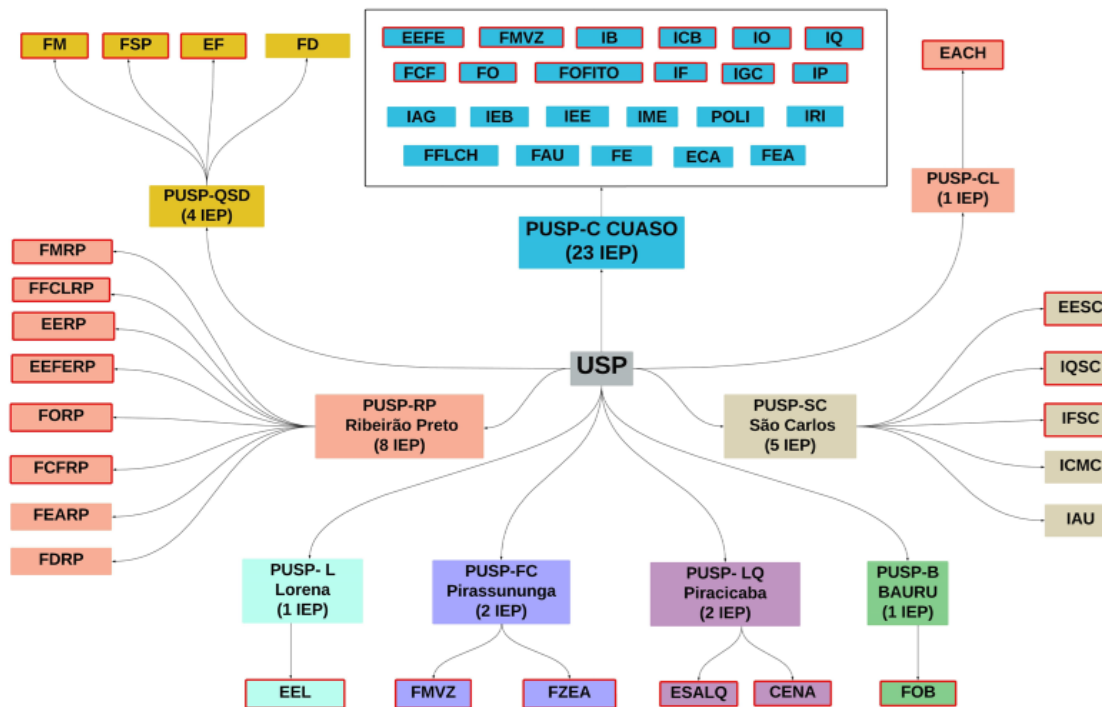 FM
FSP
EF
FD
EEFE
FMVZ
IB
ICB
IO
IQ
FCF
FO
FOFITO
IF
IGC
IP
IAG
IEB
IEE
IME
POLI
IRI
FFLCH
FAU
FE
ECA
FEA
EACH
PUSP-QSD
(4 IEP)
PUSP-C CUASO
(23 IEP)
PUSP-CL
(1 IEP)
FMRP
FFCLRP
EERP
EEFERP
FORP
FCFRP
FEARP
FDRP
USP
PUSP-RP
Ribeirão Preto
(8 IEP)
PUSP-SC
São Carlos
(5 IEP)
EESC
IQSC
IFSC
ICMC
IAU
PUSP- L
Lorena
(1 IEP)
PUSP-FC
Pirassununga
(2 IEP)
PUSP- LQ
Piracicaba
(2 IEP)
PUSP-B
BAURU
(1 IEP)
EEL
FMVZ
FZEA
ESALQ
CENA
FOB